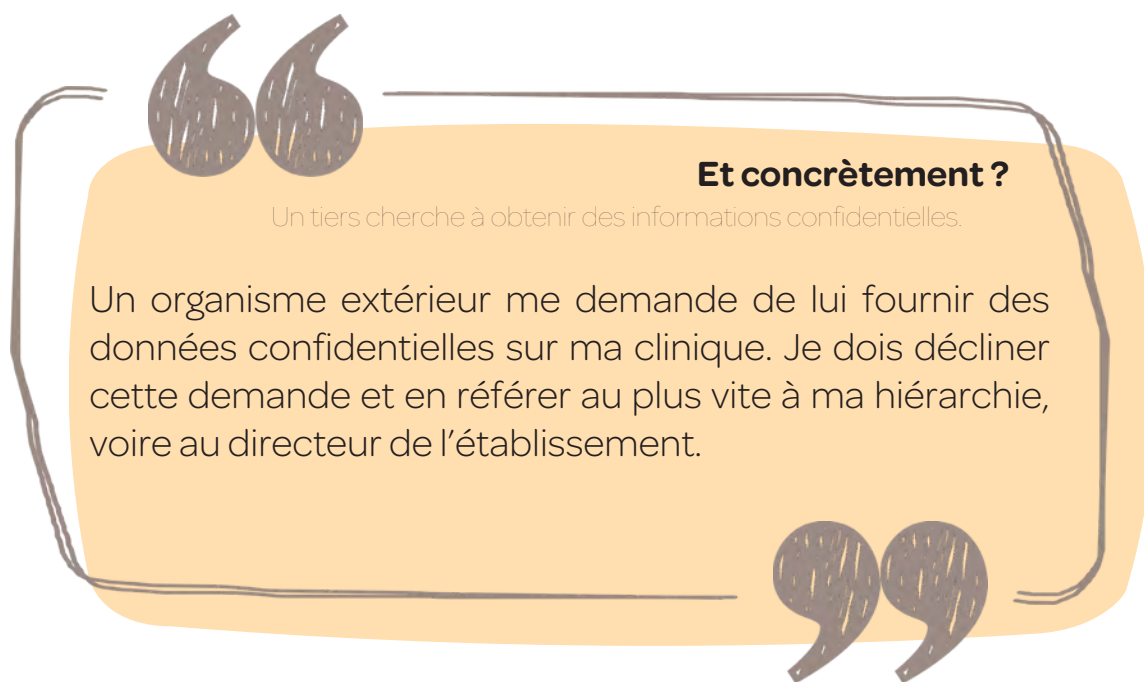 Et concrètement ?
Un tiers cherche à obtenir des informations confidentielles.
Un organisme extérieur me demande de lui fournir des
données confidentielles sur ma clinique. Je dois décliner
cette demande et en référer au plus vite à ma hiérarchie,
voire au directeur de l’établissement.